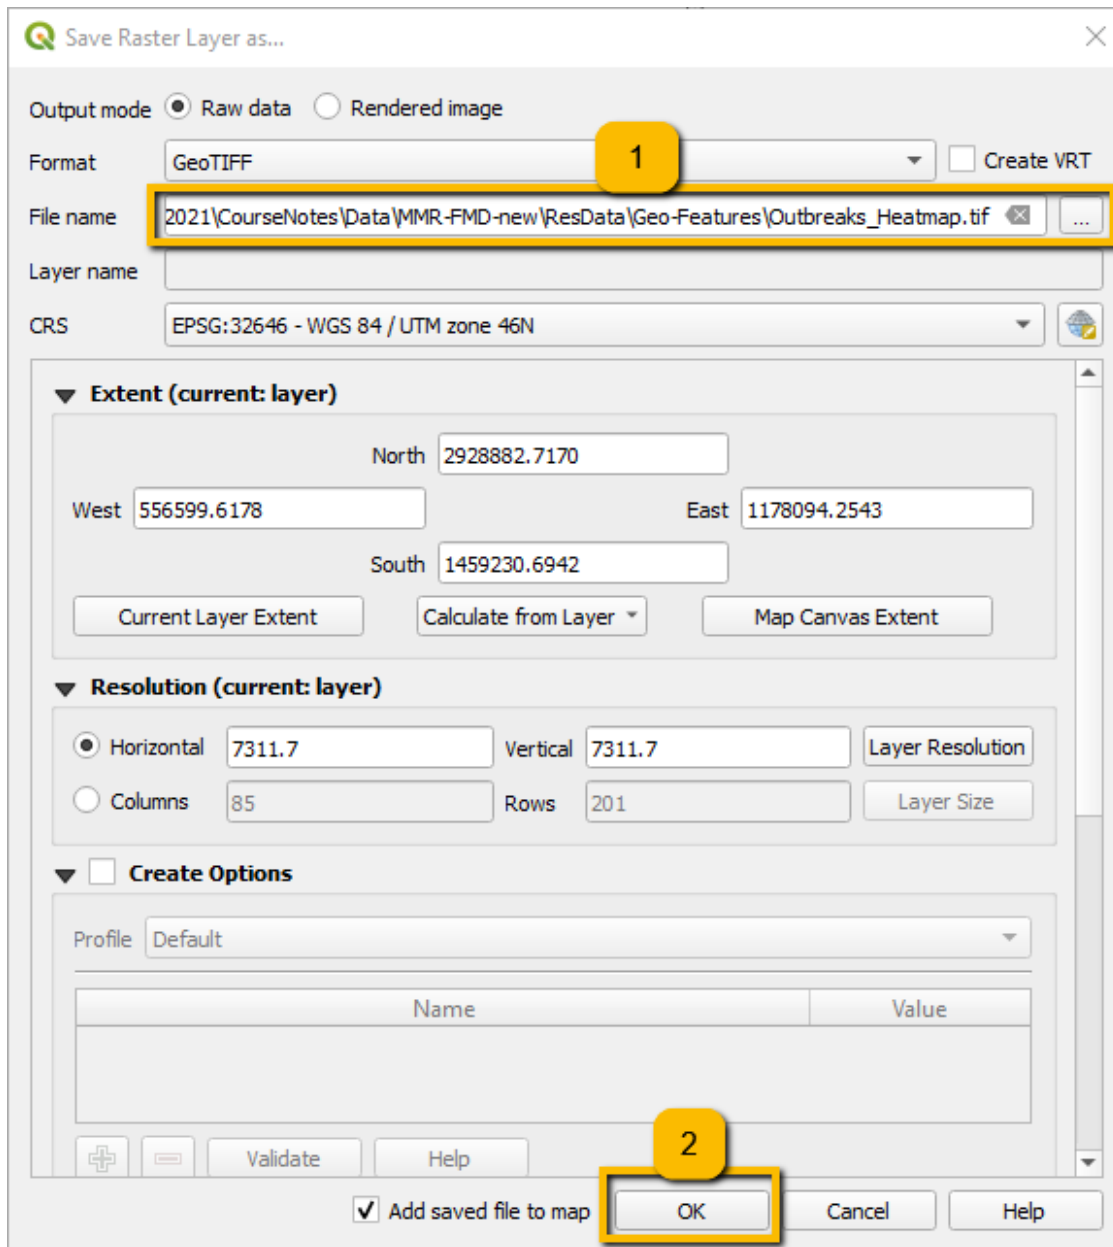 Save Raster Layer as...
Output mode Raw data Rendered image
1
Format GeoTIFF Create VRT
File name 2021\CourseNotes\Data\MMR-FMD-new\ResData\Geo-Features\Outbreaks_Heatmap.tif ...
Layer name
CRS EPSG:32646 - WGS 84 / UTM zone 46N
Extent (current: layer)
North 2928882.7170
West 556599.6178 East 1178094.2543
South 1459230.6942
Current Layer Extent Calculate from Layer Map Canvas Extent
Resolution (current: layer)
Horizontal 7311.7 Vertical 7311.7 Layer Resolution
Columns 85 Rows 201 Layer Size
Create Options
Profile Default
Name Value
Validate Help
2
Add saved file to map OK Cancel Help